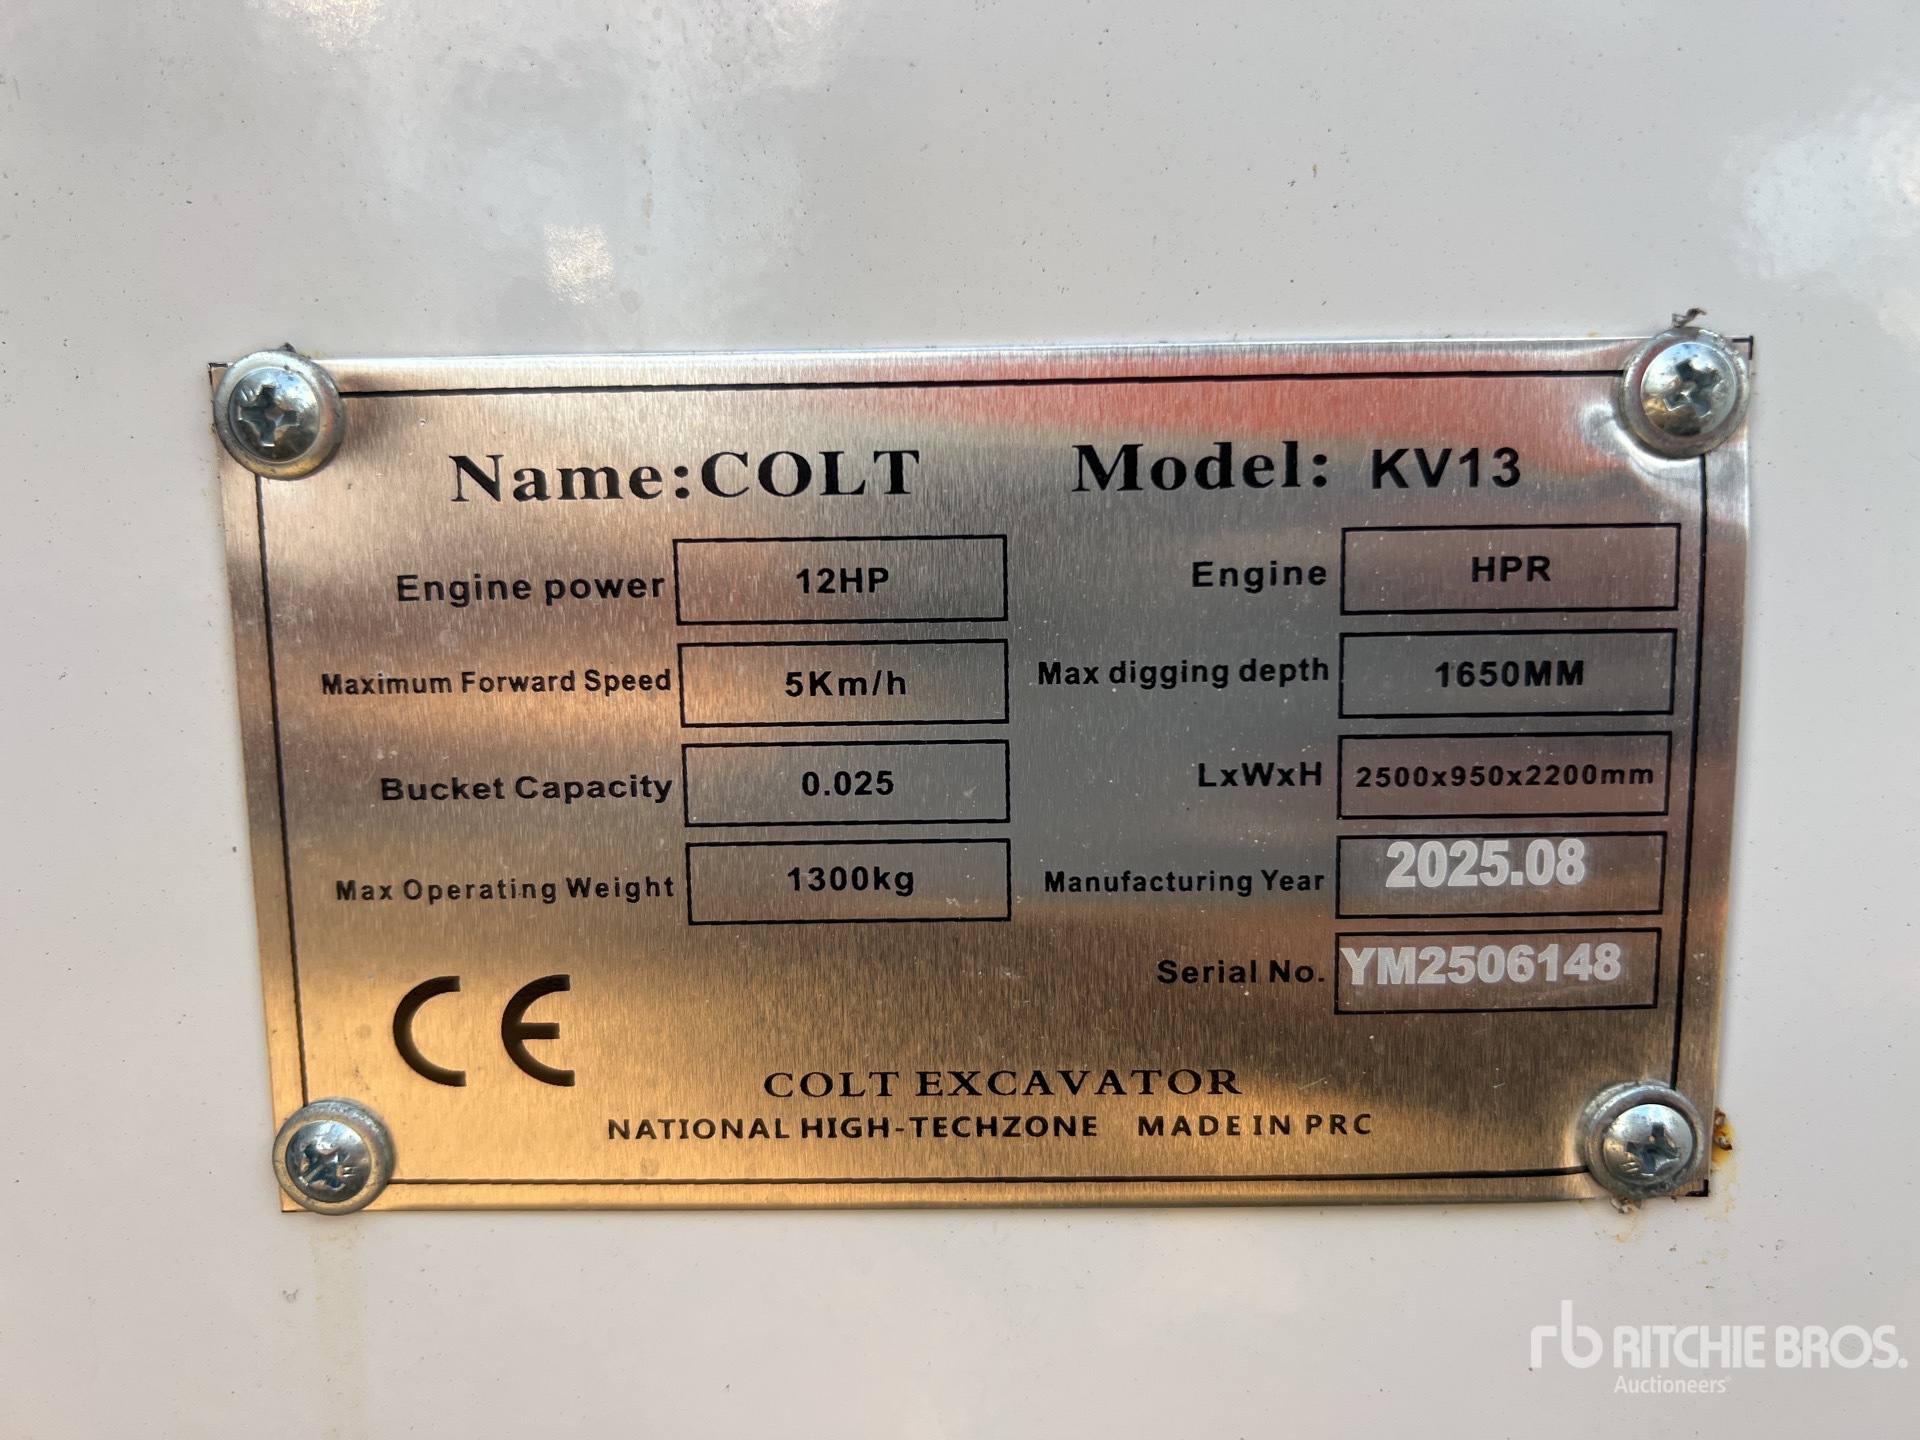 Name:COLT Model: KV13
Engine power 12HP Engine HPR
Maximum Forward Speed 5Km/h Max digging depth 1650MM
Bucket Capacity 0.025 LxWxH 2500x950x2200mm
Max Operating Weight 1300kg Manufacturing Year 2025.08
Serial No. YM2506148
CE
COLT EXCAVATOR
NATIONAL HIGH-TECHZONE MADE IN PRC
rb RITCHIE BROS.
Auctioneers